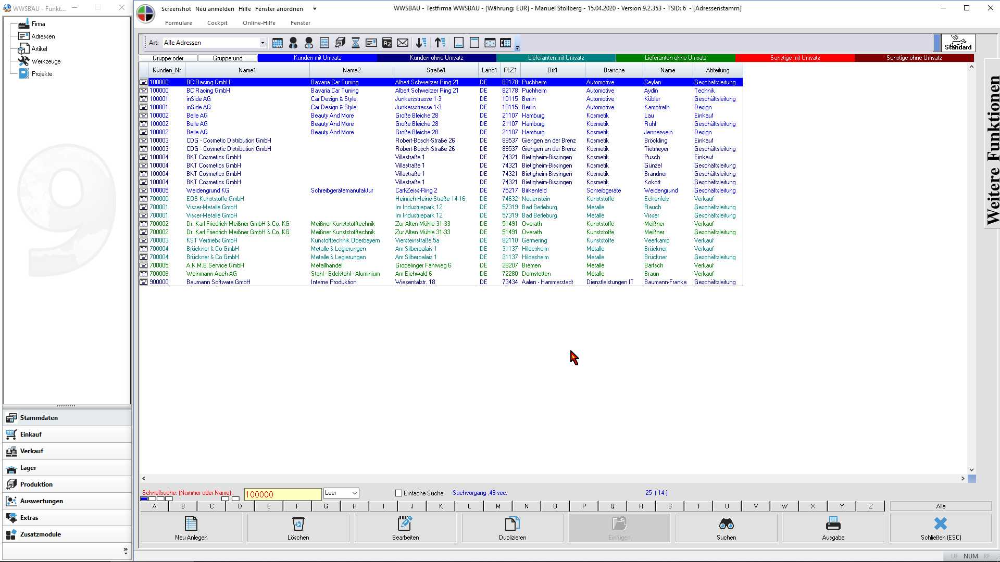 WWSBAU - Funkt...
Firma
Adressen
Artikel
Werkzeuge
Projekte
Stammdaten
Einkauf
Verkauf
Lager
Produktion
Auswertungen
Extras
Zusatzmodule
Screenshot Neu anmelden Hilfe Fenster anordnen
WWSBAU - Testfirma WWSBAU - [Währung: EUR] - Manuel Stollberg - 15.04.2020 - Version 9.2.353 - TSID: 6 - [Adressenstamm]
Formulare Cockpit Online-Hilfe Fenster
Art: Alle Adressen
Standard
Gruppe oder Gruppe und Kunden mit Umsatz Kunden ohne Umsatz Lieferanten mit Umsatz Lieferanten ohne Umsatz Sonstige mit Umsatz Sonstige ohne Umsatz
Kunden_Nr Name1 Name2 Straße1 Land1 PLZ1 Ort1 Branche Name Abteilung
100000 BC Racing GmbH Bavaria Car Tuning Albert Schweitzer Ring 21 DE 82178 Puchheim Automotive Ceylan Geschäftsleitung
100000 BC Racing GmbH Bavaria Car Tuning Albert Schweitzer Ring 21 DE 82178 Puchheim Automotive Aydin Technik
100001 inSide AG Car Design & Style Junkersstrasse 1-3 DE 10115 Berlin Automotive Kübler Geschäftsleitung
100001 inSide AG Car Design & Style Junkersstrasse 1-3 DE 10115 Berlin Automotive Kampfrath Design
100002 Belle AG Beauty And More Große Bleiche 28 DE 21107 Hamburg Kosmetik Lau Einkauf
100002 Belle AG Beauty And More Große Bleiche 28 DE 21107 Hamburg Kosmetik Ruhl Geschäftsleitung
100002 Belle AG Beauty And More Große Bleiche 28 DE 21107 Hamburg Kosmetik Jennerwein Design
100003 CDG - Cosmetic Distribution GmbH Robert-Bosch-Straße 26 DE 89537 Giengen an der Brenz Kosmetik Bröckling Einkauf
100003 CDG - Cosmetic Distribution GmbH Robert-Bosch-Straße 26 DE 89537 Giengen an der Brenz Kosmetik Tietmeyer Geschäftsleitung
100004 BKT Cosmetics GmbH Villastraße 1 DE 74321 Bietigheim-Bissingen Kosmetik Pusch Einkauf
100004 BKT Cosmetics GmbH Villastraße 1 DE 74321 Bietigheim-Bissingen Kosmetik Günzel Geschäftsleitung
100004 BKT Cosmetics GmbH Villastraße 1 DE 74321 Bietigheim-Bissingen Kosmetik Brandner Geschäftsleitung
100004 BKT Cosmetics GmbH Villastraße 1 DE 74321 Bietigheim-Bissingen Kosmetik Kokott Geschäftsleitung
100005 Weidengrund KG Schreibgerätemanufaktur Carl-Zeiss-Ring 2 DE 75217 Birkenfeld Schreibgeräte Weidengrund Geschäftsleitung
700000 EOS Kunststoffe GmbH Heinrich-Heine-Straße 14-16 DE 74632 Neuenstein Kunststoffe Eckenfels Verkauf
700001 Visser-Metalle GmbH Im Industriepark 12 DE 57319 Bad Berleburg Metalle Rauch Geschäftsleitung
700001 Visser-Metalle GmbH Im Industriepark 12 DE 57319 Bad Berleburg Metalle Visser Geschäftsleitung
700002 Dr. Karl Friedrich Meißner GmbH & Co. KG Meißner Kunststofftechnik Zur Alten Mühle 31-33 DE 51491 Overath Kunststoffe Meißner Verkauf
700002 Dr. Karl Friedrich Meißner GmbH & Co. KG Meißner Kunststofftechnik Zur Alten Mühle 31-33 DE 51491 Overath Kunststoffe Meißner Geschäftsleitung
700003 KST Vertriebs GmbH Kunstofftechnik Oberbayern Viersteinstraße 5a DE 82110 Germering Kunststoffe Veerkamp Verkauf
700004 Brückner & Co GmbH Metalle & Legierungen Am Silberpalais 1 DE 31137 Hildesheim Metalle Brückner Verkauf
700004 Brückner & Co GmbH Metalle & Legierungen Am Silberpalais 1 DE 31137 Hildesheim Metalle Brückner Geschäftsleitung
700005 A.K.M.B Service GmbH Metallhandel Gröpelinger Fährweg 6 DE 28207 Bremen Metalle Bartsch Verkauf
700006 Weinmann Aach AG Stahl - Edelstahl - Aluminium Am Eichwald 6 DE 72280 Dornstetten Metalle Braun Verkauf
900000 Baumann Software GmbH Interne Produktion Wiesentalstr. 18 DE 73434 Aalen - Hammerstadt Dienstleistungen IT Baumann-Franke Geschäftsleitung
Weitere Funktionen
Schnellsuche: (Nummer oder Name) : 100000 Leer Einfache Suche Suchvorgang ,49 sec. 25 ( 14 )
A B C D E F G H I J K L M N O P Q R S T U V W X Y Z Alle
Neu Anlegen Löschen Bearbeiten Duplizieren Einfügen Suchen Ausgabe Schließen (ESC)
UF NUM RF